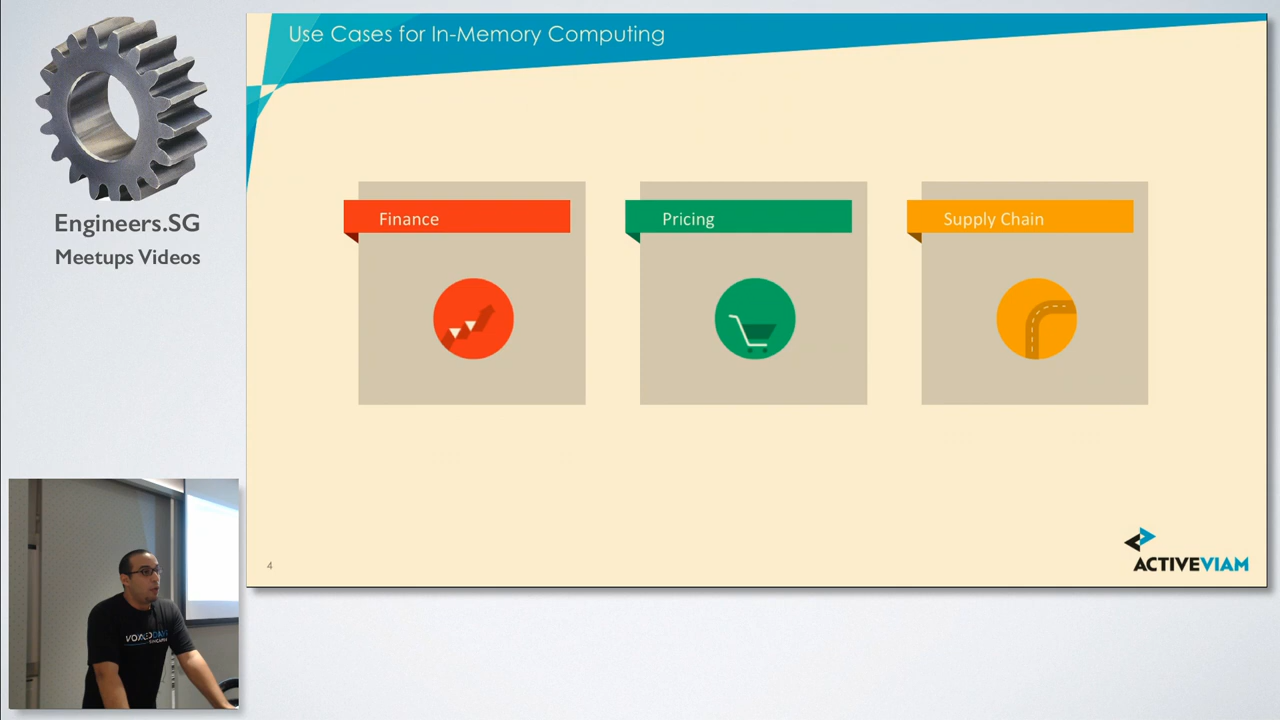 Engineers.SG
Meetups Videos
Use Cases for In-Memory Computing
Finance
Pricing
Supply Chain
4
ACTIVEVIAM